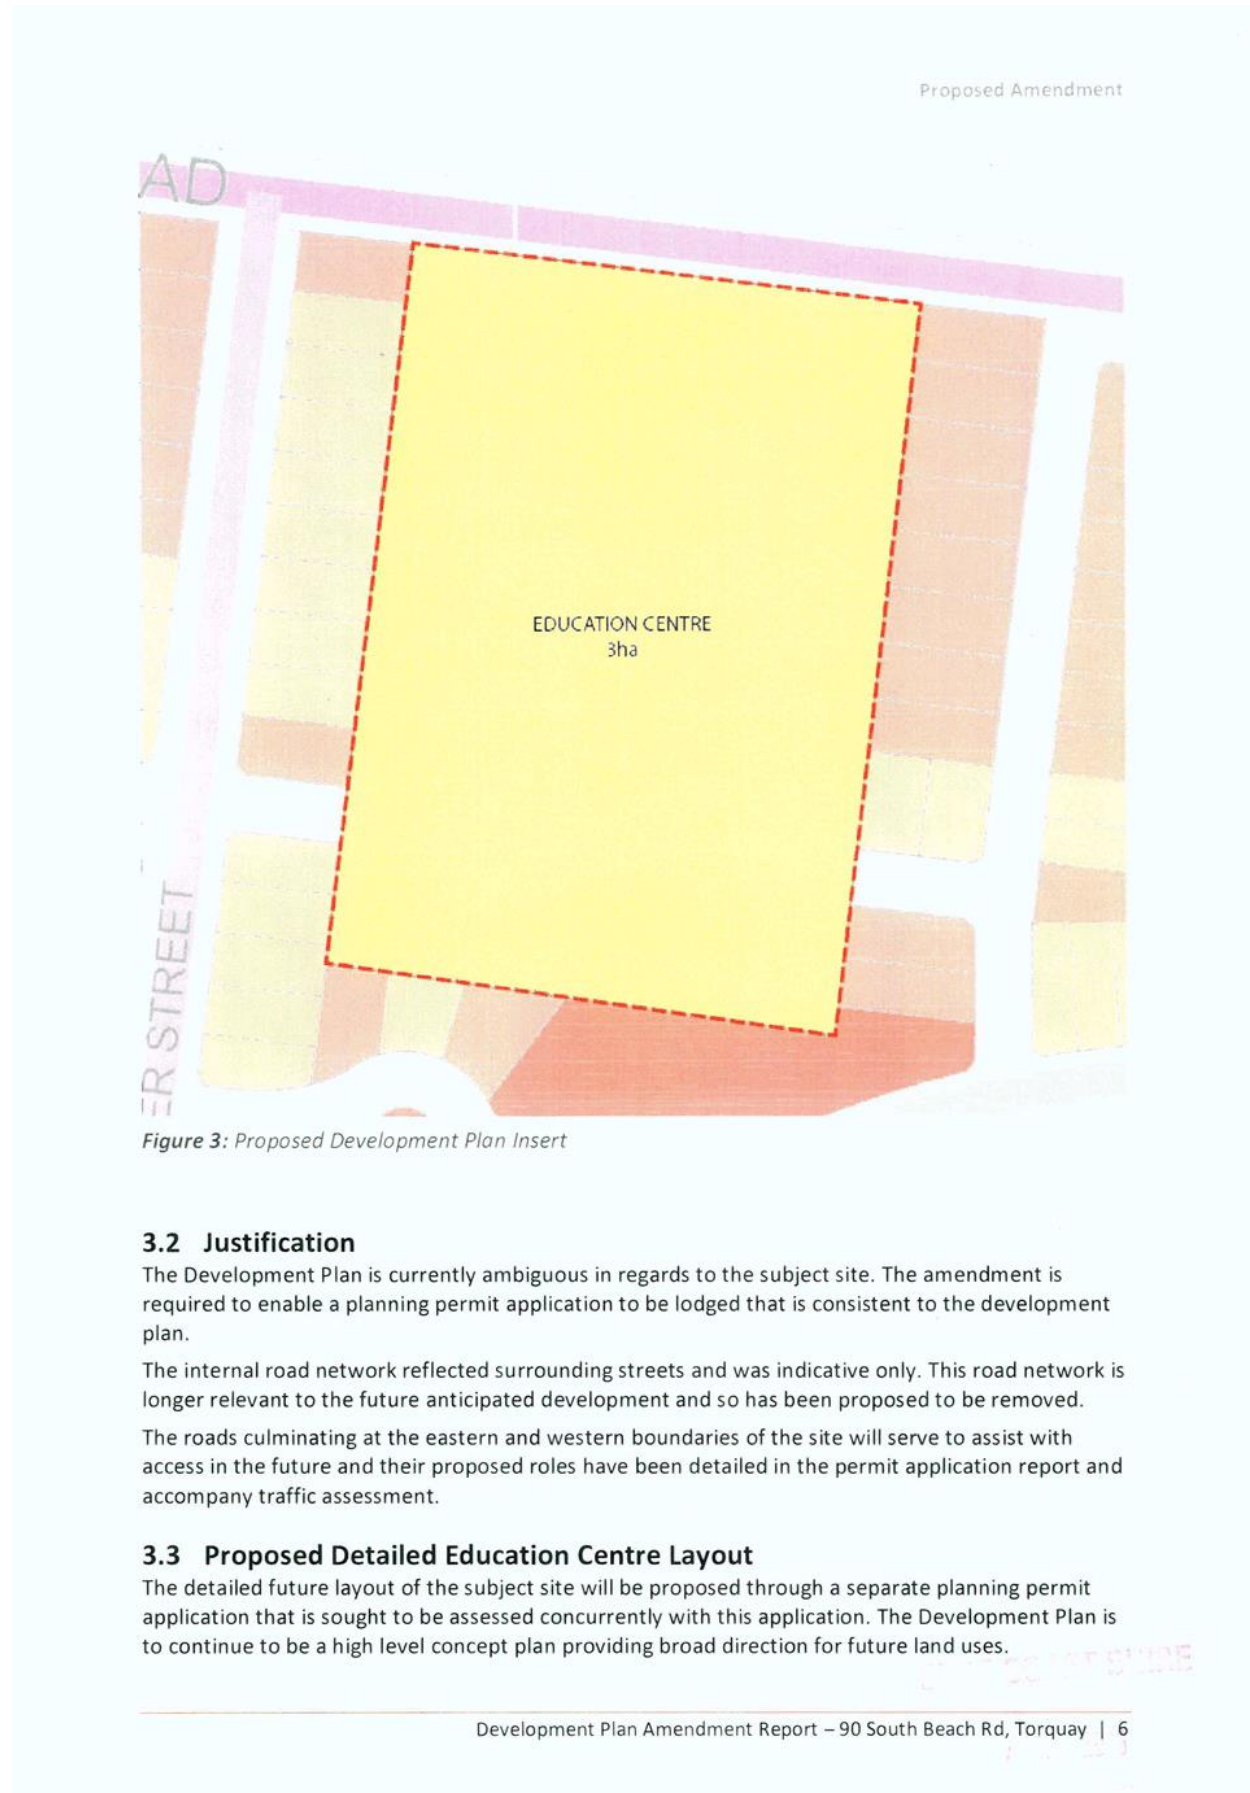 Proposed Amendment
AD
EDUCATION CENTRE
3ha
ER STREET
Figure 3: Proposed Development Plan Insert
3.2 Justification
The Development Plan is currently ambiguous in regards to the subject site. The amendment is
required to enable a planning permit application to be lodged that is consistent to the development
plan.
The internal road network reflected surrounding streets and was indicative only. This road network is
longer relevant to the future anticipated development and so has been proposed to be removed.
The roads culminating at the eastern and western boundaries of the site will serve to assist with
access in the future and their proposed roles have been detailed in the permit application report and
accompany traffic assessment.
3.3 Proposed Detailed Education Centre Layout
The detailed future layout of the subject site will be proposed through a separate planning permit
application that is sought to be assessed concurrently with this application. The Development Plan is
to continue to be a high level concept plan providing broad direction for future land uses.
Development Plan Amendment Report – 90 South Beach Rd, Torquay | 6